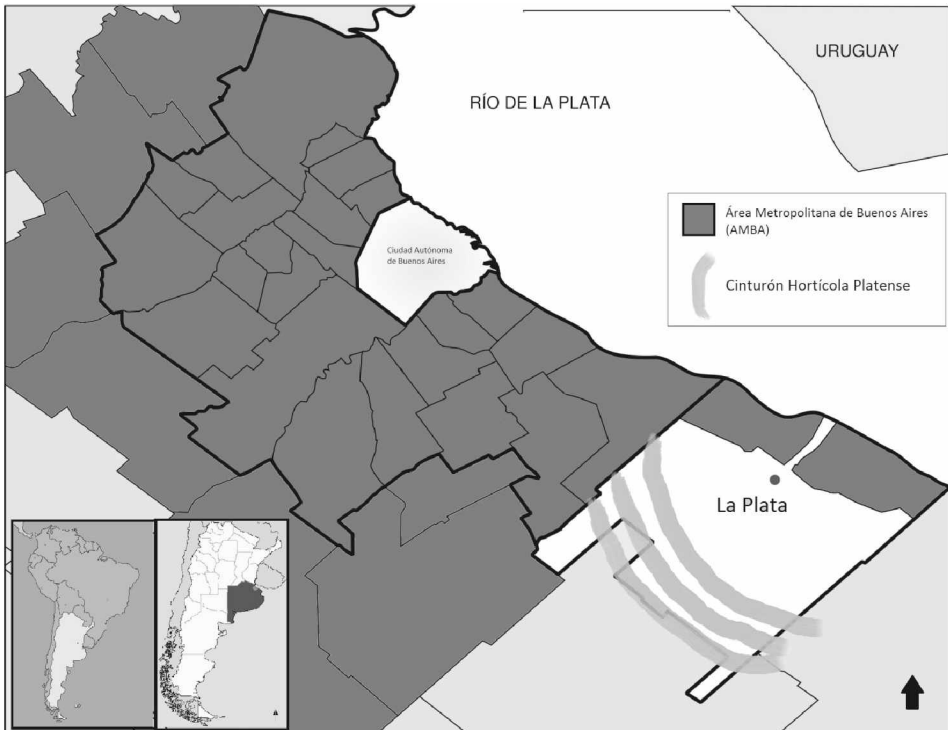 URUGUAY
RÍO DE LA PLATA
Área Metropolitana de Buenos Aires
(AMBA)
Cinturón Hortícola Platense
Ciudad Autónoma
de Buenos Aires
La Plata